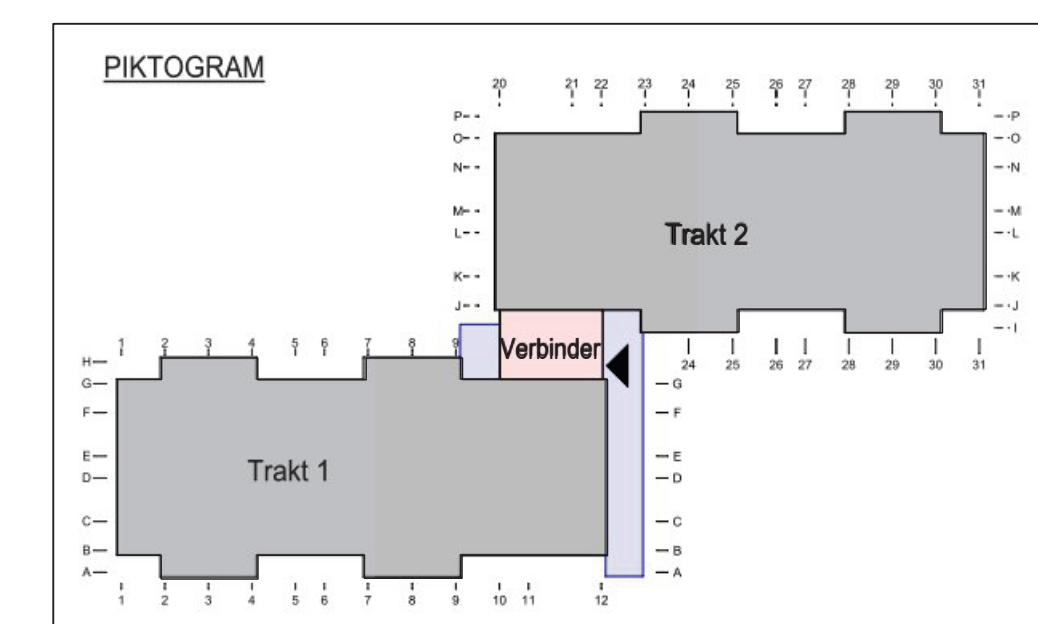 PIKTOGRAM
20 21 22 23 24 25 26 27 28 29 30 31
P P
O O
N N
M M
Trakt 2
L L
K K
J J
I
1 2 3 4 5 6 7 8 9
Verbinder
H
24 25 26 27 28 29 30 31
G G
F F
E E
Trakt 1
D D
C C
B B
A A
1 2 3 4 5 6 7 8 9 10 11 12